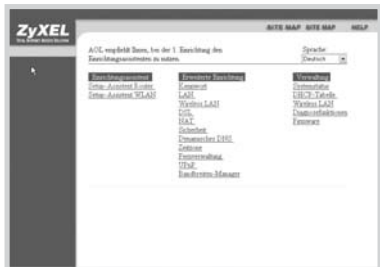 ZyXEL
SITE MAP SITE MAP HELP
AOL empfiehlt Ihnen, bei der 1. Einrichtung den
Einrichtungsassistenten zu nutzen.
Sprache:
Deutsch
Einrichtungsassistent
Setup-Assistent Router
Setup-Assistent WLAN
Erweiterte Einrichtung
Kennwort
LAN
Wireless LAN
DSL
NAT
Sicherheit
Dynamischer DNS
Zeitzone
Fernverwaltung
UPnP
Bandbreiten-Manager
Verwaltung
Systemstatus
DHCP-Tabelle
Wireless LAN
Diagnosefunktionen
Firmware